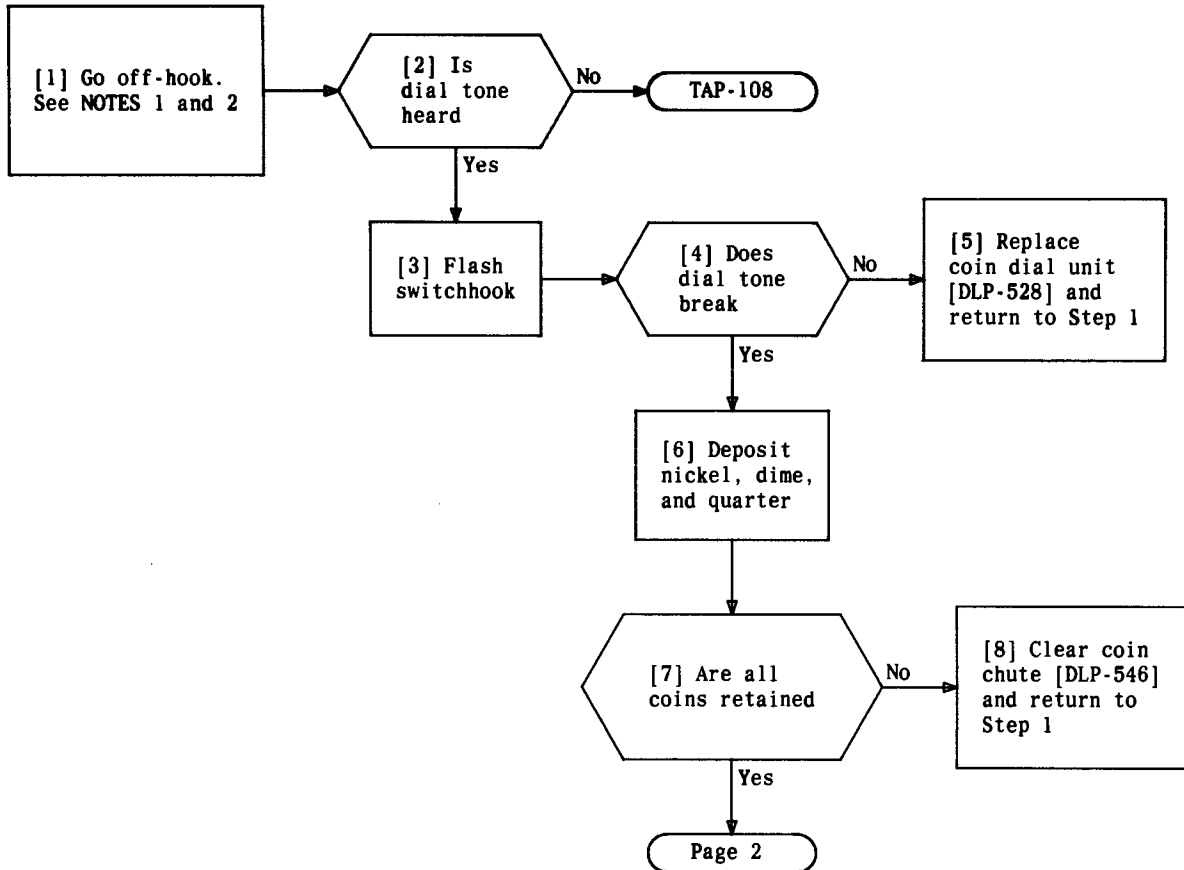 [1] Go off-hook.
See NOTES 1 and 2
[2] Is
dial tone
heard
No
TAP-108
Yes
[3] Flash
switchhook
[4] Does
dial tone
break
No
[5] Replace
coin dial unit
[DLP-528] and
return to Step 1
Yes
[6] Deposit
nickel, dime,
and quarter
[7] Are all
coins retained
No
[8] Clear coin
chute [DLP-546]
and return to
Step 1
Yes
Page 2